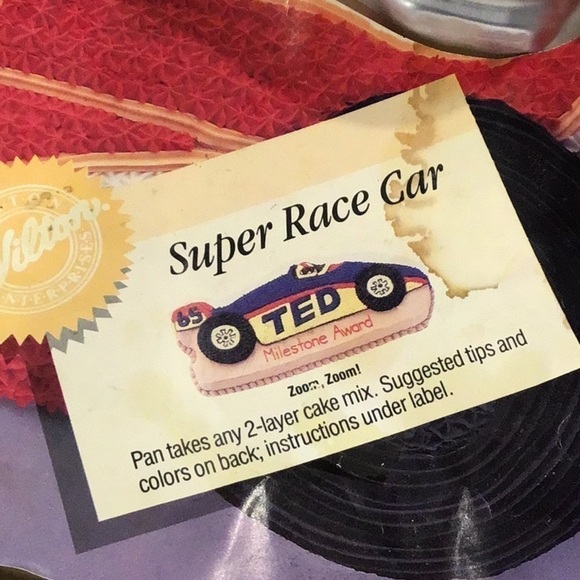 Wilton
ENTERPRISES
Super Race Car
65
TED
Milestone Award
Zoom, Zoom!
Pan takes any 2-layer cake mix. Suggested tips and
colors on back; instructions under label.